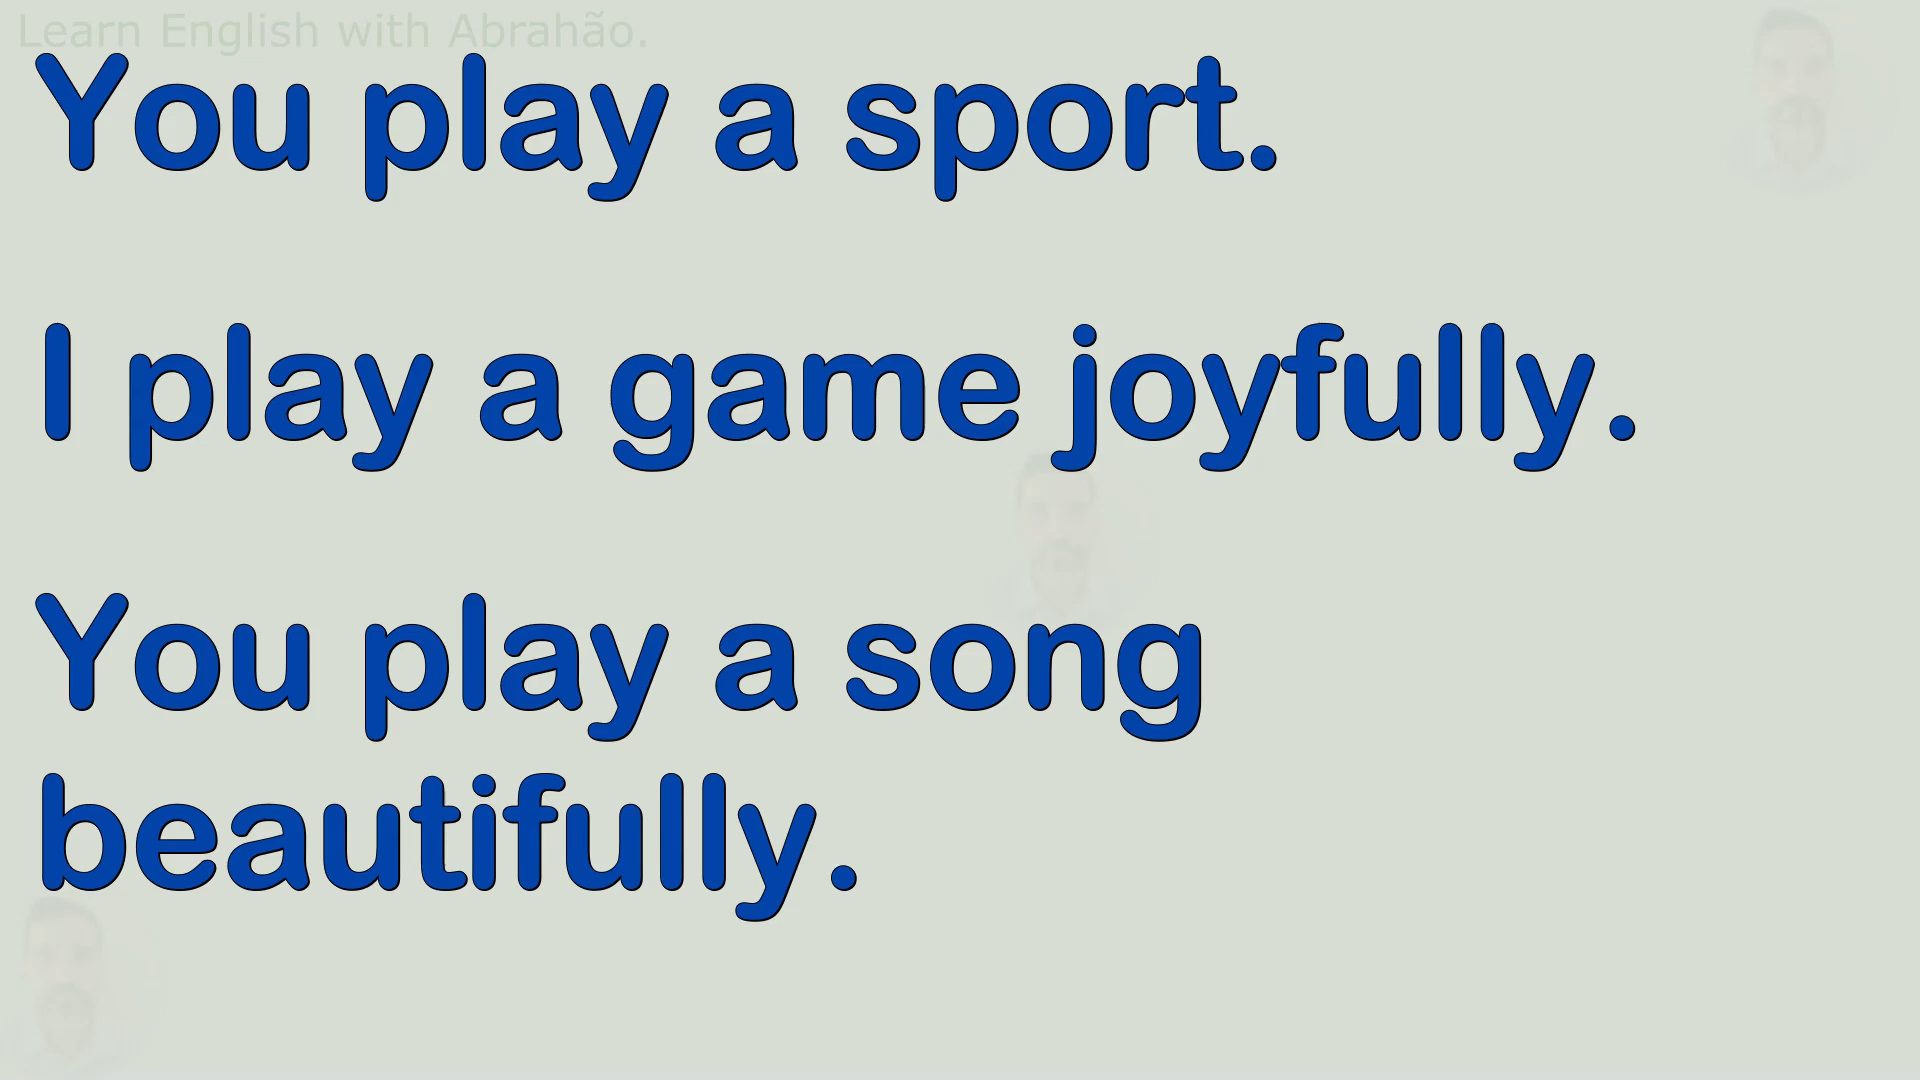 Learn English with Abrahão.
You play a sport.
I play a game joyfully.
You play a song
beautifully.